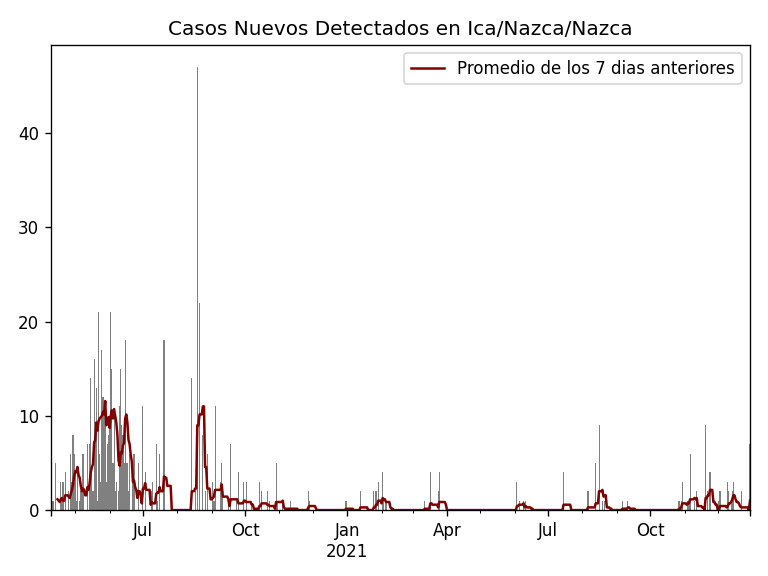 Casos Nuevos Detectados en Ica/Nazca/Nazca
Promedio de los 7 dias anteriores
40
30
20
10
0
Jul
Oct
Jan
2021
Apr
Jul
Oct